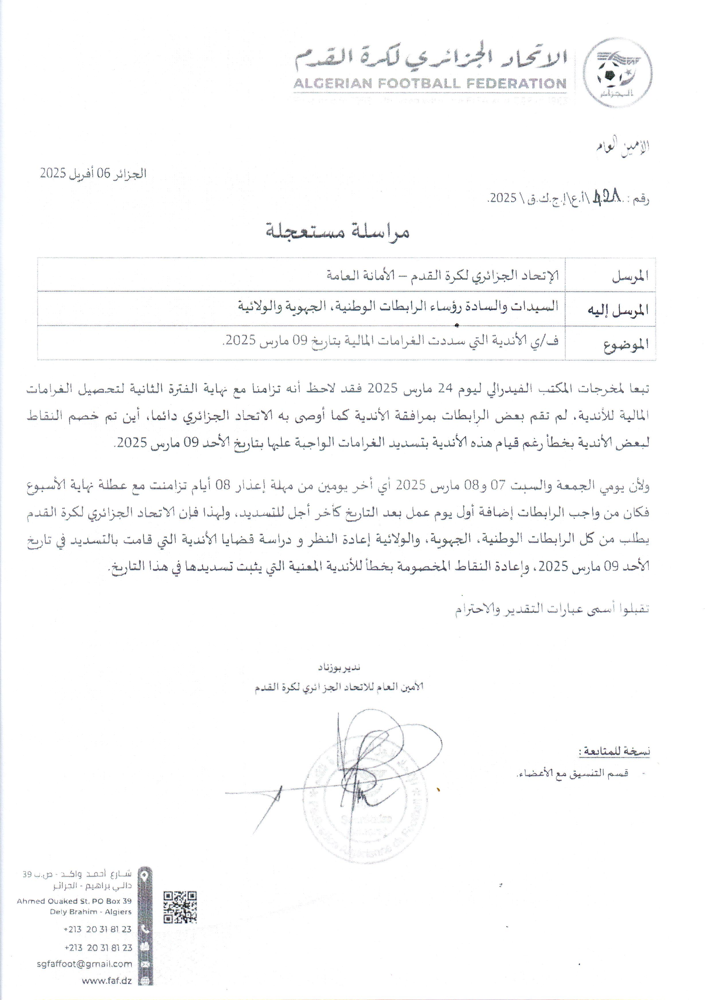 الاتحاد الجزائري لكرة القدم
ALGERIAN FOOTBALL FEDERATION
الجزائر
الأمين العام
الجزائر 06 أفريل 2025
رقم : 421 \أ.ع\إ.ج.ك.ق \ 2025.
مراسلة مستعجلة
المرسل الإتحاد الجزائري لكرة القدم – الأمانة العامة
المرسل إليه السيدات والسادة رؤساء الرابطات الوطنية، الجهوية والولائية
الموضوع ف/ي الأندية التي سددت الغرامات المالية بتاريخ 09 مارس 2025.
تبعا لمخرجات المكتب الفيدرالي ليوم 24 مارس 2025 فقد لاحظ أنه تزامنا مع نهاية الفترة الثانية لتحصيل الغرامات
المالية للأندية، لم تقم بعض الرابطات بمرافقة الأندية كما أوصى به الاتحاد الجزائري دائما، أين تم خصم النقاط
لبعض الأندية بخطأ رغم قيام هذه الأندية بتسديد الغرامات الواجبة عليها بتاريخ الأحد 09 مارس 2025.
ولأن يومي الجمعة والسبت 07 و08 مارس 2025 أي أخر يومين من مهلة إعذار 08 أيام تزامنت مع عطلة نهاية الأسبوع
فكان من واجب الرابطات إضافة أول يوم عمل بعد التاريخ كأخر أجل للتسديد، ولهذا فإن الاتحاد الجزائري لكرة القدم
يطلب من كل الرابطات الوطنية، الجهوية، والولائية إعادة النظر و دراسة قضايا الأندية التي قامت بالتسديد في تاريخ
الأحد 09 مارس 2025، وإعادة النقاط المخصومة بخطأ للأندية المعنية التي يثبت تسديدها في هذا التاريخ.
تقبلوا أسمى عبارات التقدير والاحترام
ندير بوزناد
الأمين العام للاتحاد الجزائري لكرة القدم
نسخة للمتابعة :
- قسم التنسيق مع الأعضاء.
شارع أحمد واكد - ص.ب 39
دالي براهيم - الجزائر
Ahmed Ouaked St. PO Box 39
Dely Brahim - Algiers
+213 20 31 81 23
+213 20 31 81 23
sgfaffoot@gmail.com
www.faf.dz